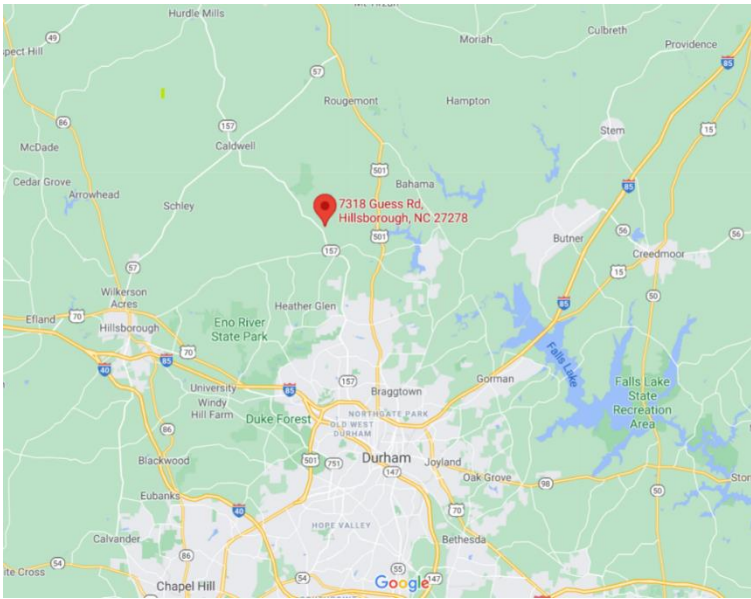 Hurdle Mills
Culbreth
Moriah
Providence
49
85
pect Hill
57
Rougemont
Hampton
15
86
157
Stem
McDade
Caldwell
501
Cedar Grove
Arrowhead
Bahama
85
Schley
7318 Guess Rd,
Hillsborough, NC 27278
501
56
56
Butner
157
Creedmoor
57
15
Wilkerson
Acres
50
85
Heather Glen
Efland
70
Hillsborough
Eno River
State Park
70
85
40
Falls Lake
Gorman
157
85
University
Braggtown
Falls Lake
State
Recreation
Area
Windy
Hill Farm
NORTHGATE PARK
Duke Forest
OLD WEST
DURHAM
86
Durham
Blackwood
501
751
Joyland
147
Oak Grove
98
Ston
50
Eubanks
70
40
HOPE VALLEY
Calvander
Bethesda
86
54
55
ite Cross
54
Chapel Hill
54
Google
147